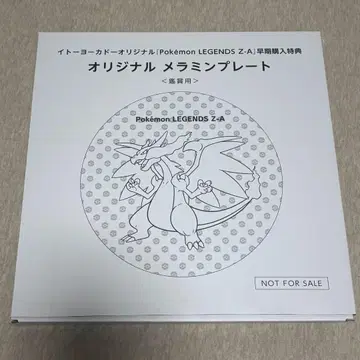 イトーヨーカドーオリジナル「Pokémon LEGENDS Z-A」早期購入特典
オリジナル メラミンプレート
＜鑑賞用＞
Pokémon LEGENDS Z-A
NOT FOR SALE